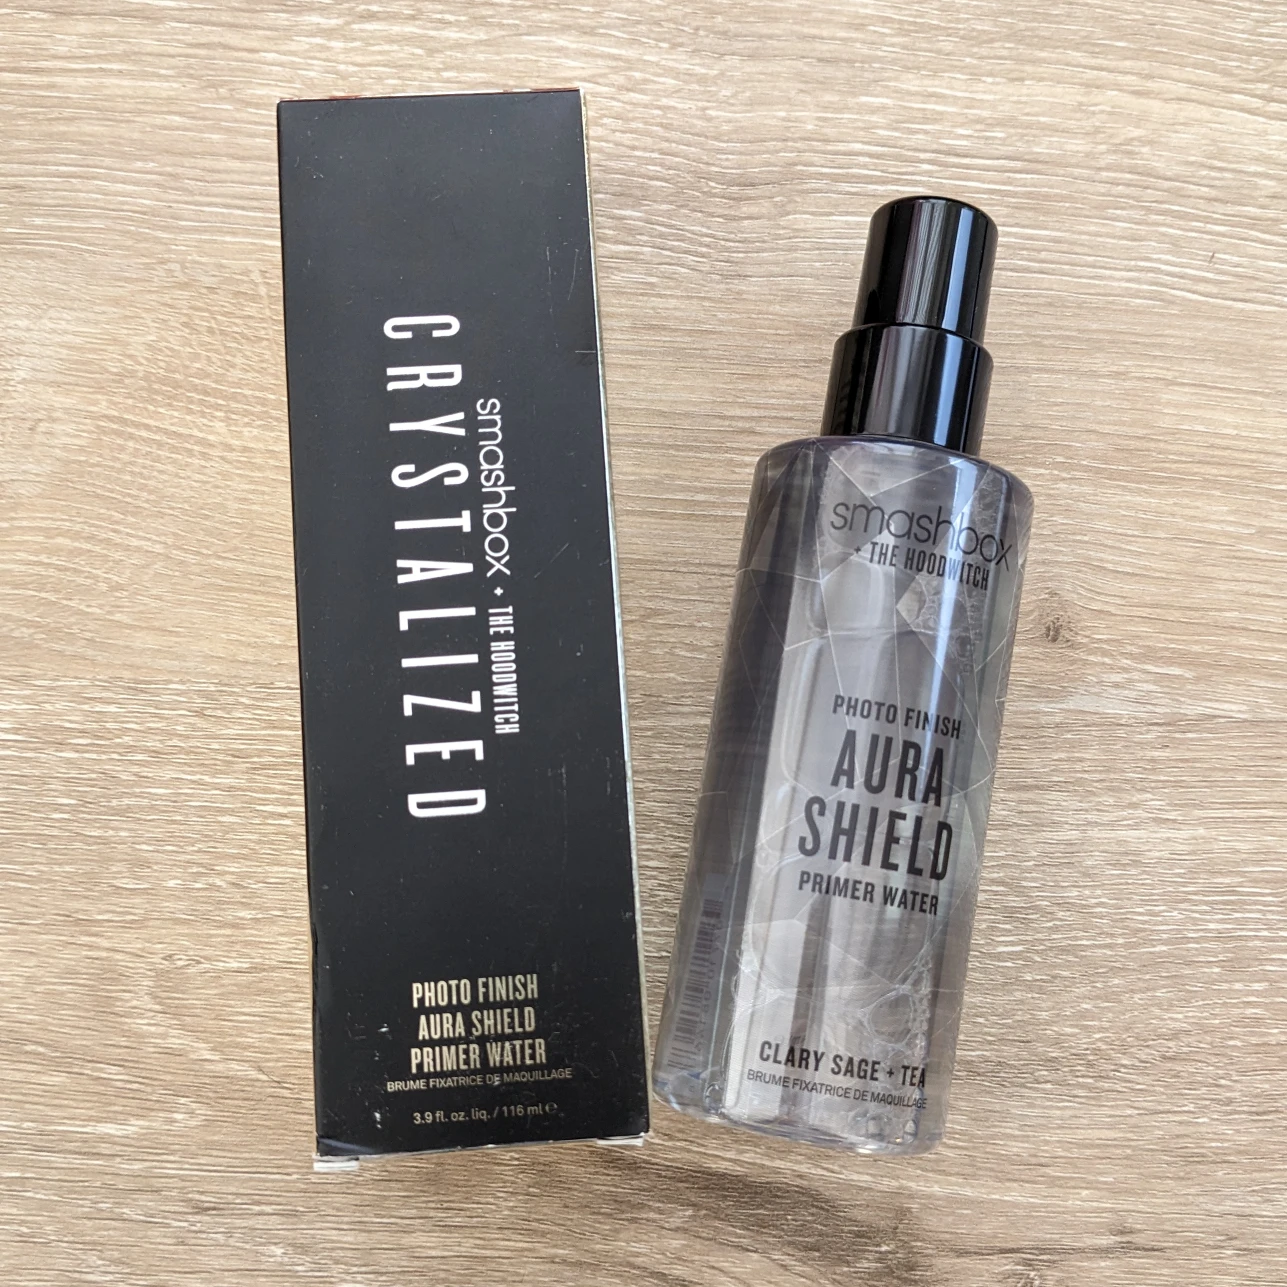 CRYSTALIZED
smashbox + THE HOODWITCH
PHOTO FINISH
AURA SHIELD
PRIMER WATER
BRUME FIXATRICE DE MAQUILLAGE
3.9 fl. oz. liq. / 116 ml ℮
smashbox
+ THE HOODWITCH
PHOTO FINISH
AURA
SHIELD
PRIMER WATER
CLARY SAGE + TEA
BRUME FIXATRICE DE MAQUILLAGE